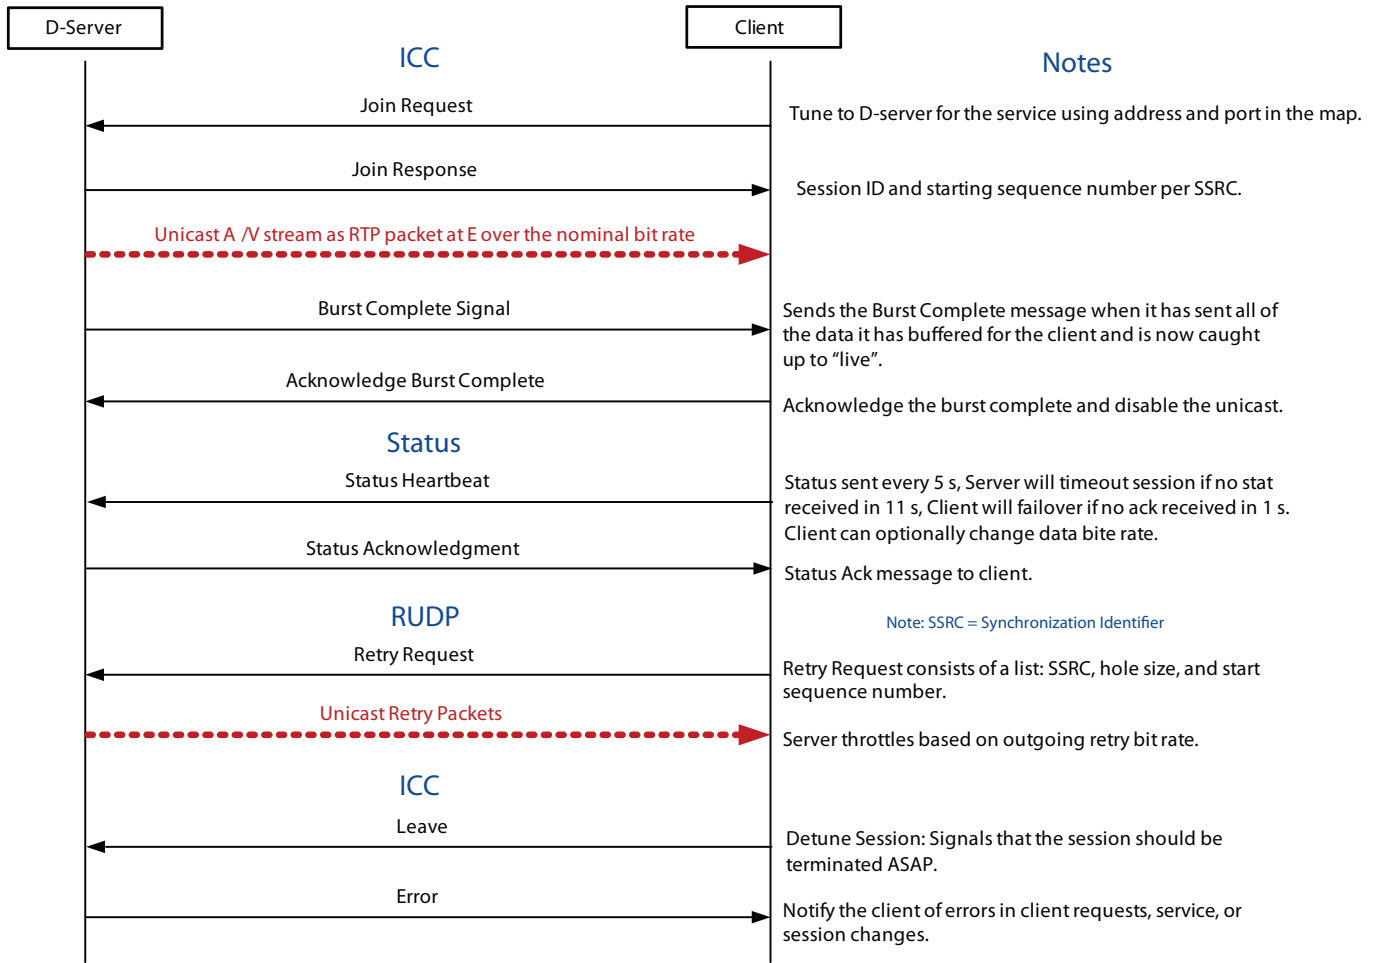 D-Server
Client
ICC
Notes
Join Request
Tune to D-server for the service using address and port in the map.
Join Response
Session ID and starting sequence number per SSRC.
Unicast A /V stream as RTP packet at E over the nominal bit rate
Burst Complete Signal
Sends the Burst Complete message when it has sent all of
the data it has buffered for the client and is now caught
up to “live”.
Acknowledge Burst Complete
Acknowledge the burst complete and disable the unicast.
Status
Status Heartbeat
Status sent every 5 s, Server will timeout session if no stat
received in 11 s, Client will failover if no ack received in 1 s.
Client can optionally change data bite rate.
Status Acknowledgment
Status Ack message to client.
RUDP
Note: SSRC = Synchronization Identifier
Retry Request
Retry Request consists of a list: SSRC, hole size, and start
sequence number.
Unicast Retry Packets
Server throttles based on outgoing retry bit rate.
ICC
Leave
Detune Session: Signals that the session should be
terminated ASAP.
Error
Notify the client of errors in client requests, service, or
session changes.